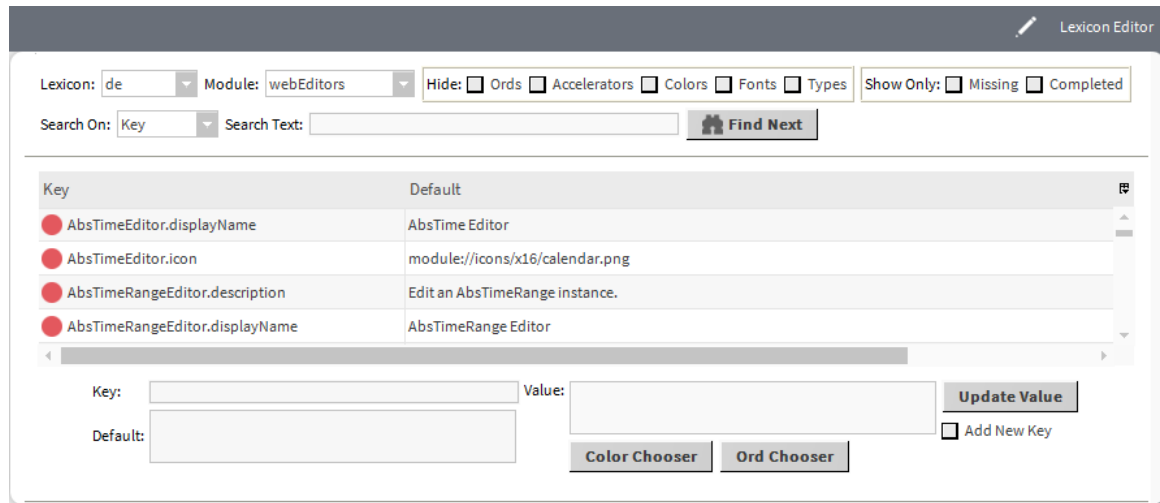 Lexicon Editor
Lexicon: de Module: webEditors Hide: Ords Accelerators Colors Fonts Types Show Only: Missing Completed
Search On: Key Search Text: Find Next
Key Default
AbsTimeEditor.displayName AbsTime Editor
AbsTimeEditor.icon module://icons/x16/calendar.png
AbsTimeRangeEditor.description Edit an AbsTimeRange instance.
AbsTimeRangeEditor.displayName AbsTimeRange Editor
Key: Value: Update Value
Default: Add New Key
Color Chooser Ord Chooser